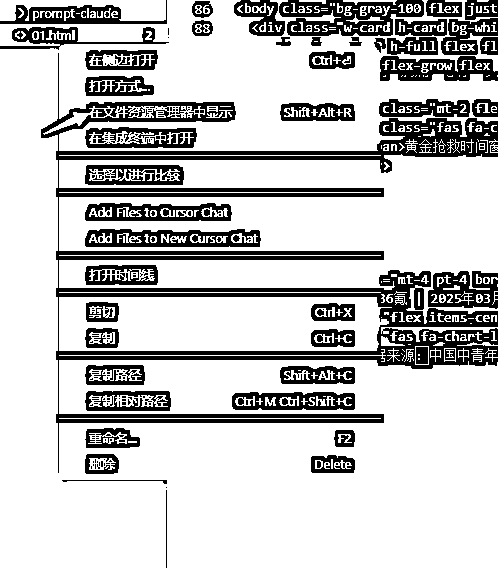 prompt-claude
01.html 2
86 <body class="bg-gray-100 flex just
88 <div class="w-card h-card bg-whi
h-full flex fl
flex-grow flex
class="mt-2 fle
class="fas fa-c
an>黄金抢救时间窗
="mt-4 pt-4 bor
36氪 | 2025年03月
"flex items-cen
"fas fa-chart-l
来源：中国中青年
在侧边打开 Ctrl+⏎
打开方式...
在文件资源管理器中显示 Shift+Alt+R
在集成终端中打开
选择以进行比较
Add Files to Cursor Chat
Add Files to New Cursor Chat
打开时间线
剪切 Ctrl+X
复制 Ctrl+C
复制路径 Shift+Alt+C
复制相对路径 Ctrl+M Ctrl+Shift+C
重命名... F2
删除 Delete